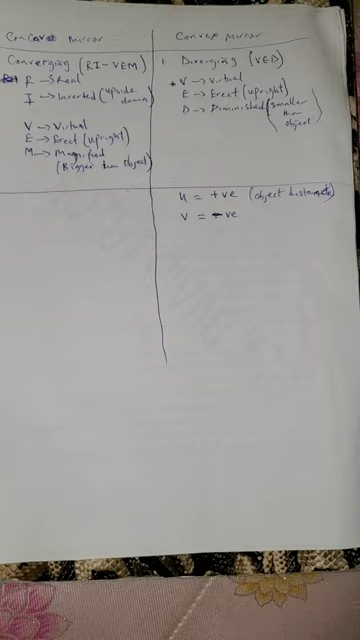 Concave mirror
Converging (RI-VEM)
R → Real
I → Inverted (upside down)
V → Virtual
E → Erect (upright)
M → Magnified
(Bigger than object)
Convex mirror
1. Diverging (VED)
V → Virtual
E → Erect (upright)
D → Diminished (smaller
than
object)
u = +ve (object distance)
v = -ve